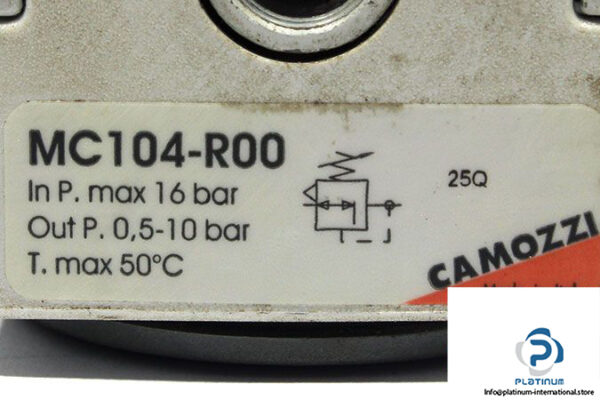 MC104-R00
In P. max 16 bar
Out P. 0,5-10 bar
T. max 50°C
25Q
CAMOZZI
PLATINUM
Info@platinum-international.store